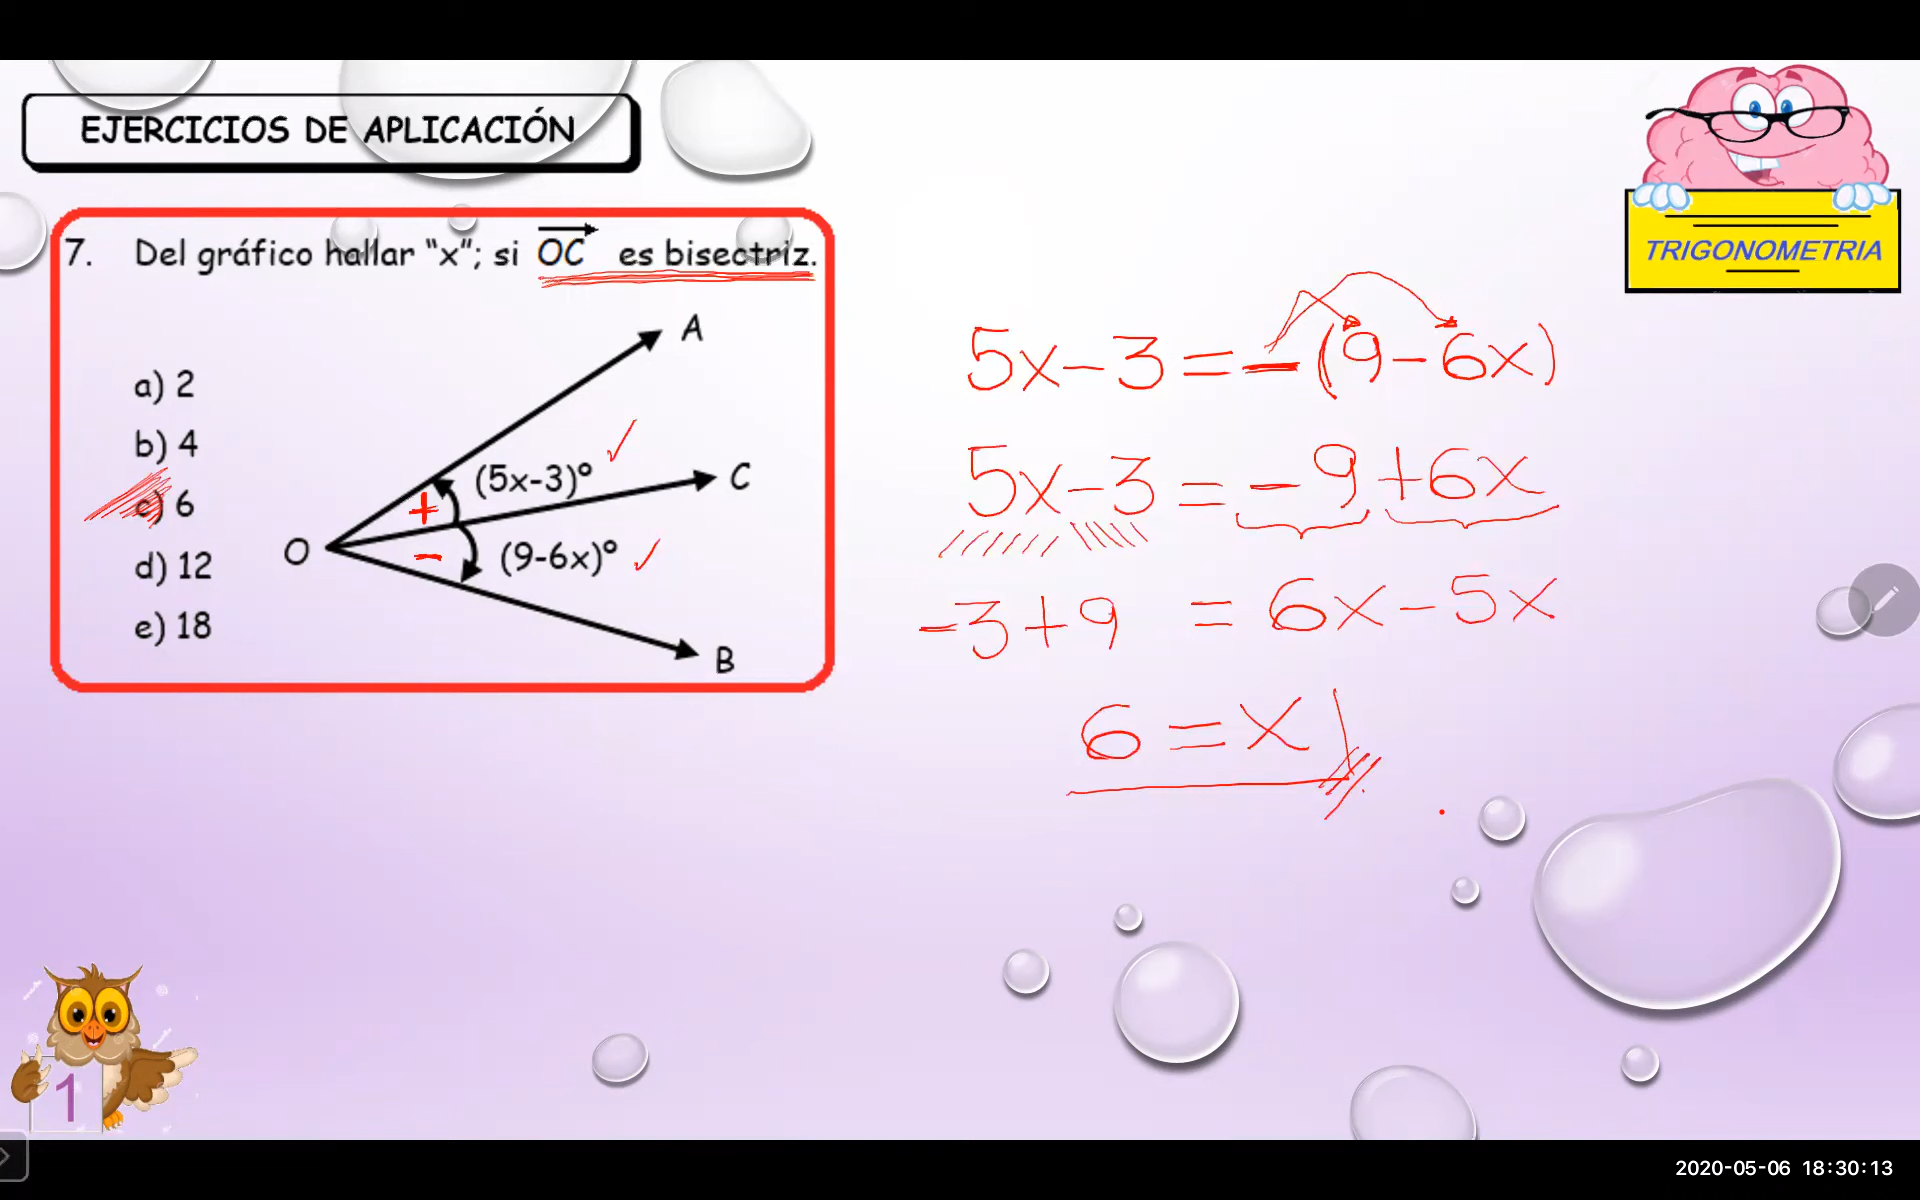 EJERCICIOS DE APLICACIÓN
TRIGONOMETRIA
7. Del gráfico hallar “x”; si OC es bisectriz.
a) 2
b) 4
c) 6
d) 12
e) 18
A
(5x-3)°
C
+
O
-
(9-6x)°
B
5x-3=-(9-6x)
5x-3=-9+6x
-3+9=6x-5x
6=x
1
2020-05-06 18:30:13